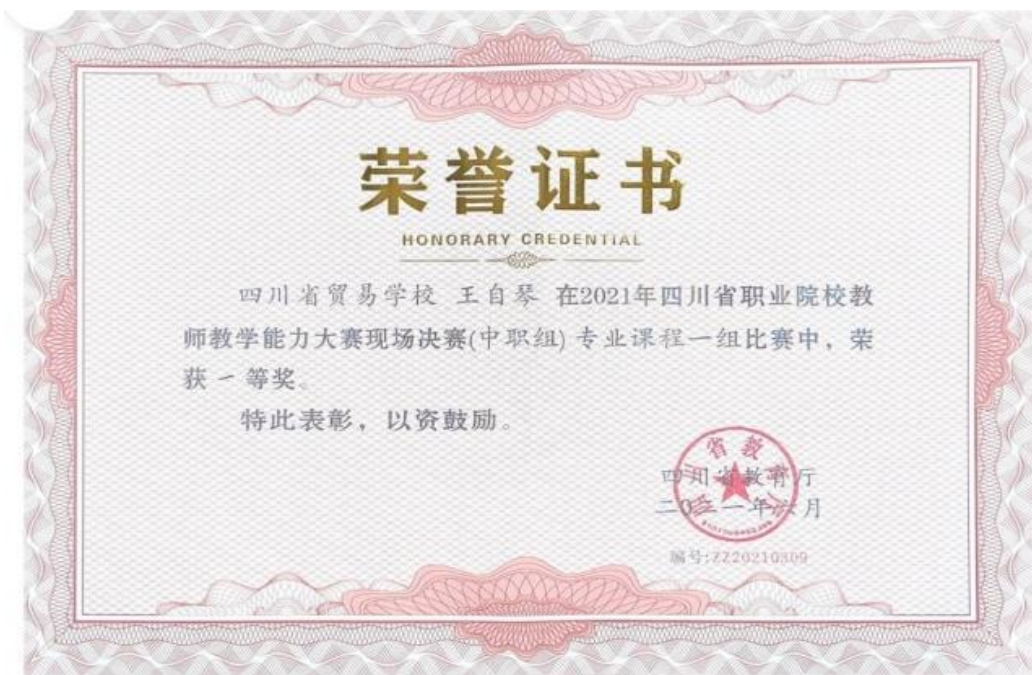 荣誉证书
HONORARY CREDENTIAL
四川省贸易学校 王自琴 在2021年四川省职业院校教
师教学能力大赛现场决赛(中职组)专业课程一组比赛中，荣
获一等奖。
特此表彰，以资鼓励。
四川省教育厅
二〇二一年六月
编号:ZZ20210309